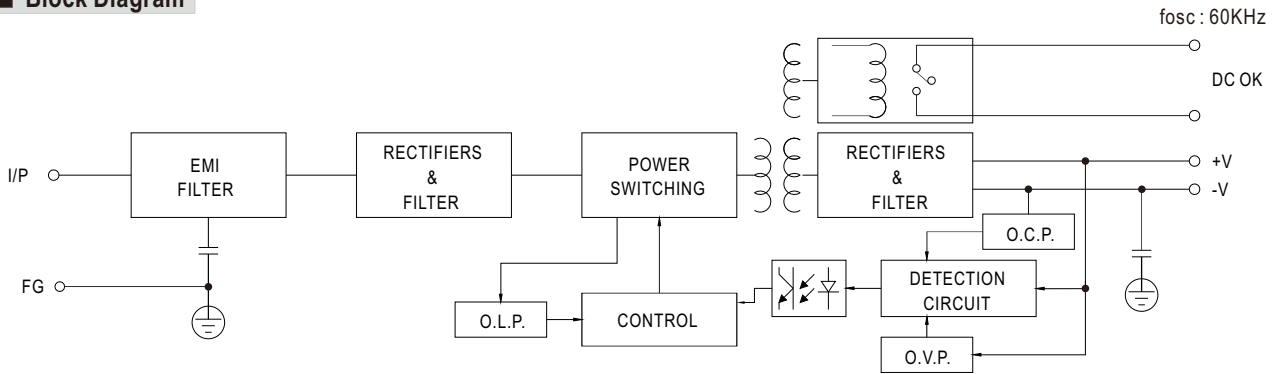 ■ Block Diagram
fosc : 60KHz
DC OK
I/P
EMI
FILTER
RECTIFIERS
&
FILTER
POWER
SWITCHING
RECTIFIERS
&
FILTER
+V
-V
O.C.P.
FG
O.L.P.
CONTROL
DETECTION
CIRCUIT
O.V.P.